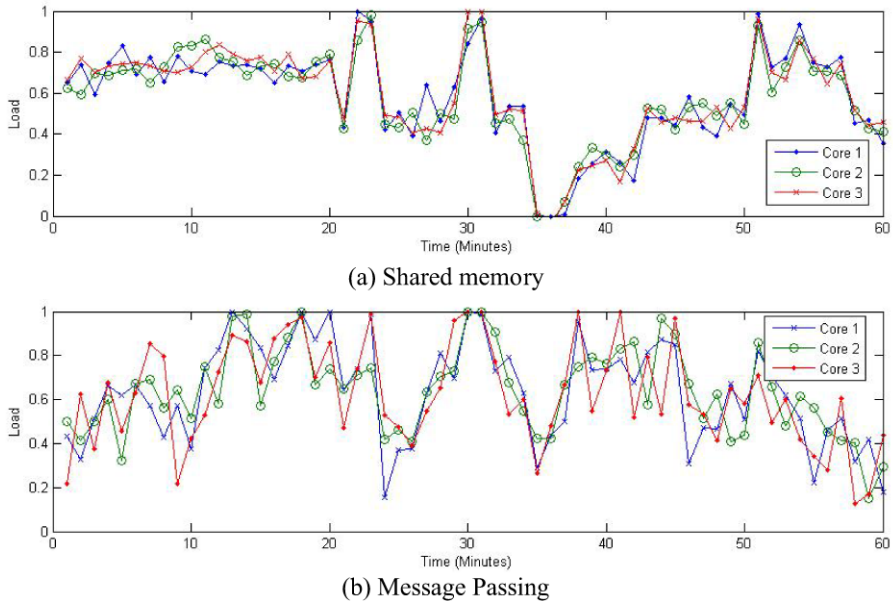 1
0.8
0.6
Load
0.4
0.2
0
Core 1
Core 2
Core 3
0 10 20 30 40 50 60
Time (Minutes)
(a) Shared memory
1
0.8
0.6
Load
0.4
0.2
0
Core 1
Core 2
Core 3
0 10 20 30 40 50 60
Time (Minutes)
(b) Message Passing